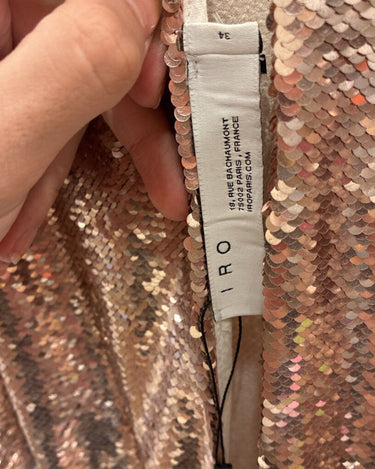 34
18, RUE BACHAUMONT
75002 PARIS, FRANCE
IROPARIS.COM
IRO